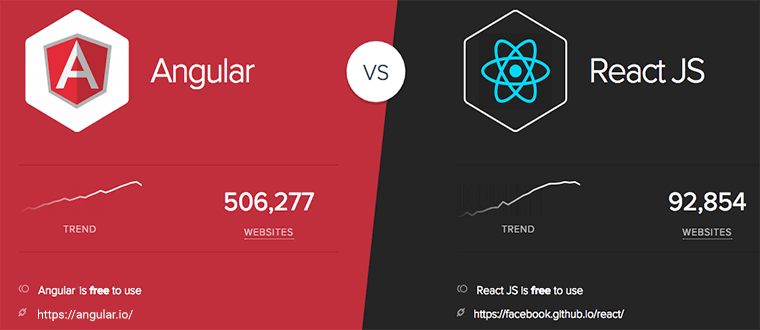 A
Angular
VS
React JS
506,277
TREND
WEBSITES
92,854
TREND
WEBSITES
Angular is free to use
https://angular.io/
React JS is free to use
https://facebook.github.io/react/